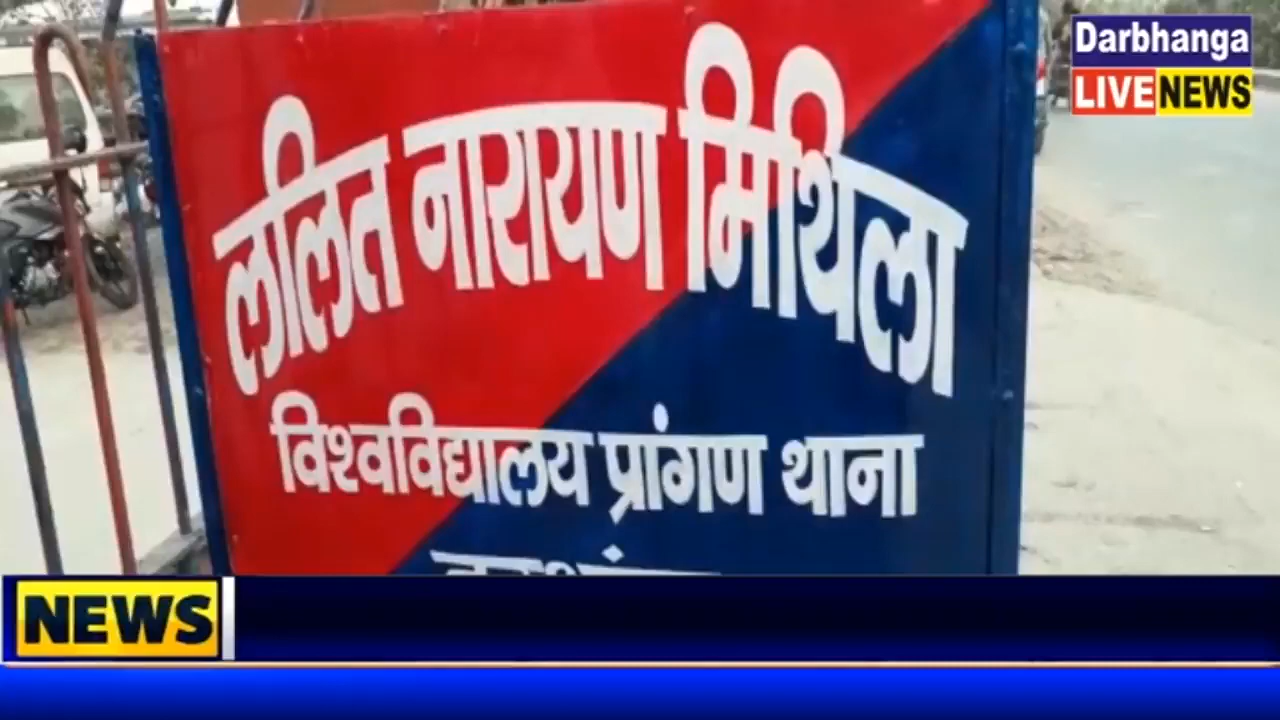 Darbhanga
LIVE NEWS
ललित नारायण मिथिला
विश्वविद्यालय प्रांगण थाना
NEWS